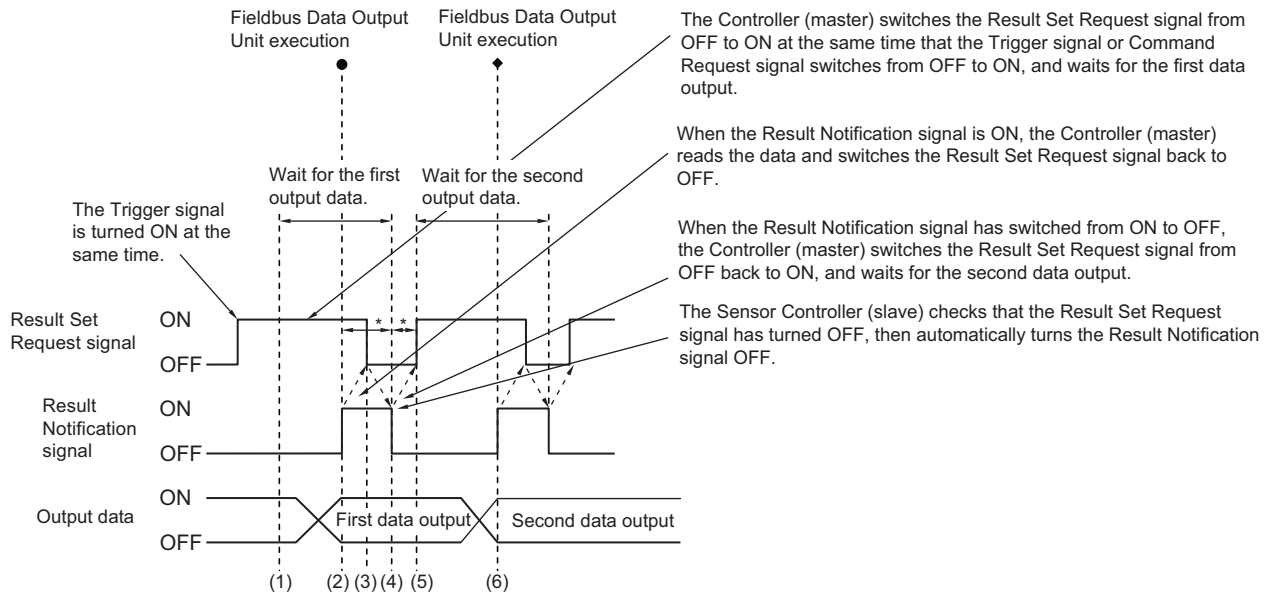 Fieldbus Data Output
Unit execution
Fieldbus Data Output
Unit execution
The Controller (master) switches the Result Set Request signal from
OFF to ON at the same time that the Trigger signal or Command
Request signal switches from OFF to ON, and waits for the first data
output.
When the Result Notification signal is ON, the Controller (master)
reads the data and switches the Result Set Request signal back to
OFF.
When the Result Notification signal has switched from ON to OFF,
the Controller (master) switches the Result Set Request signal from
OFF back to ON, and waits for the second data output.
The Sensor Controller (slave) checks that the Result Set Request
signal has turned OFF, then automatically turns the Result Notification
signal OFF.
Wait for the first
output data.
Wait for the second
output data.
The Trigger signal
is turned ON at the
same time.
Result Set
Request signal
ON
OFF
* *
Result
Notification
signal
ON
OFF
Output data
ON
OFF
First data output
Second data output
(1) (2) (3) (4) (5) (6)